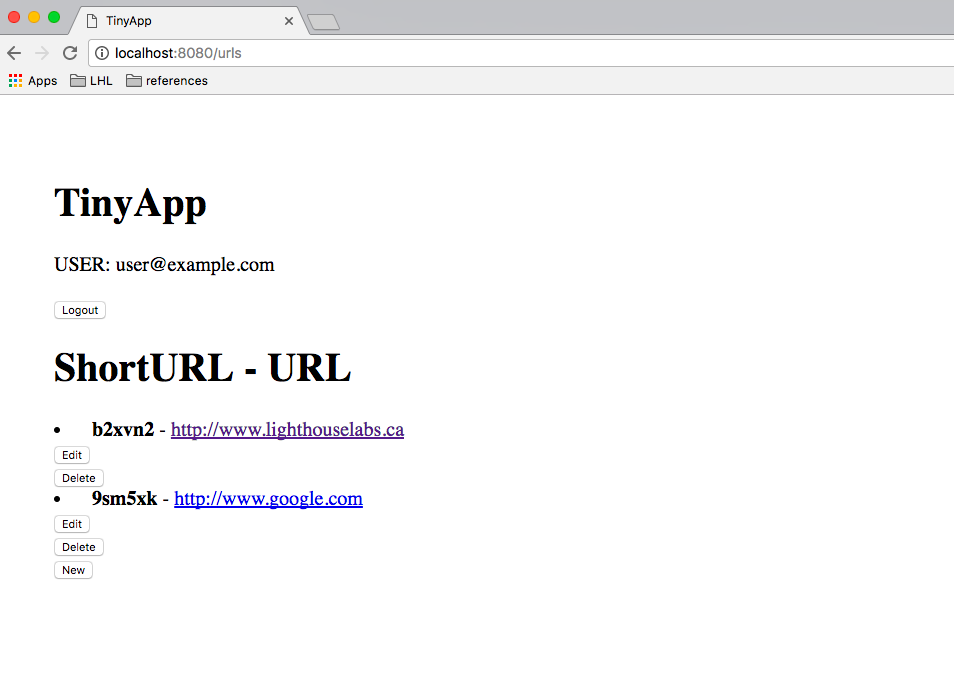 TinyApp
localhost:8080/urls
Apps LHL references
TinyApp
USER: user@example.com
Logout
ShortURL - URL
• b2xvn2 - http://www.lighthouselabs.ca
Edit
Delete
• 9sm5xk - http://www.google.com
Edit
Delete
New